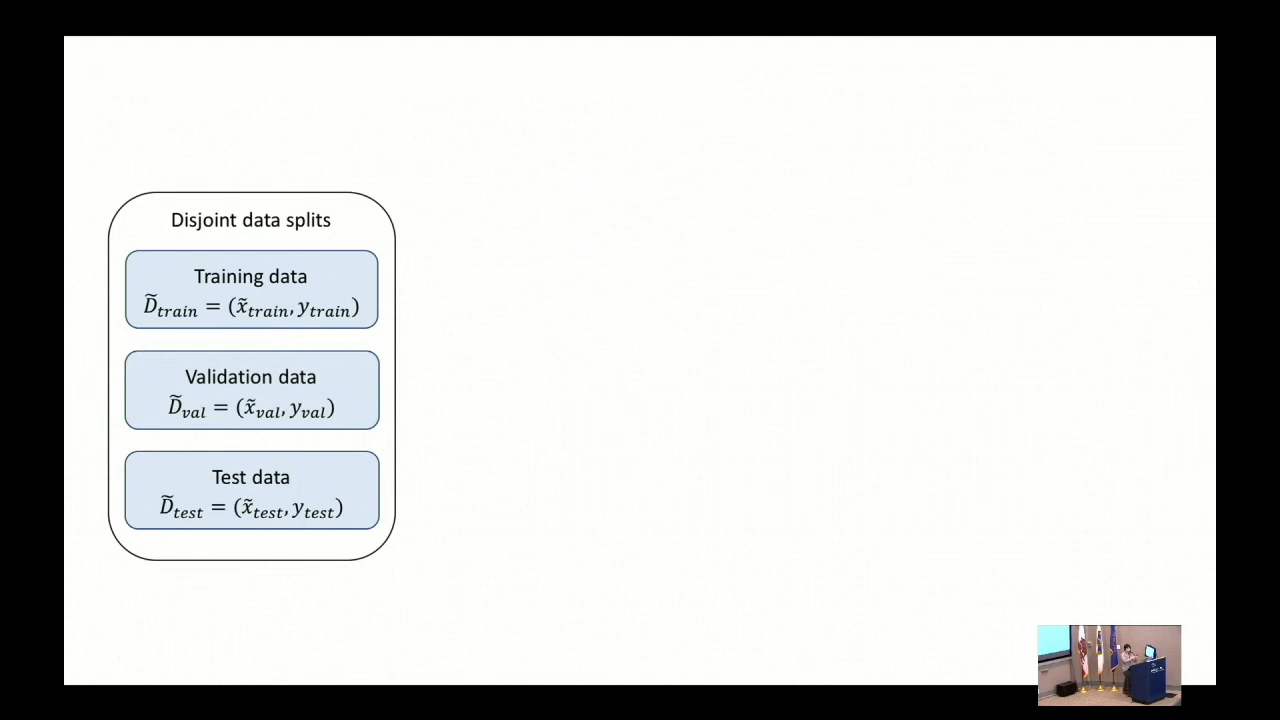 Disjoint data splits
Training data
D̃_train = (x̃_train, y_train)
Validation data
D̃_val = (x̃_val, y_val)
Test data
D̃_test = (x̃_test, y_test)